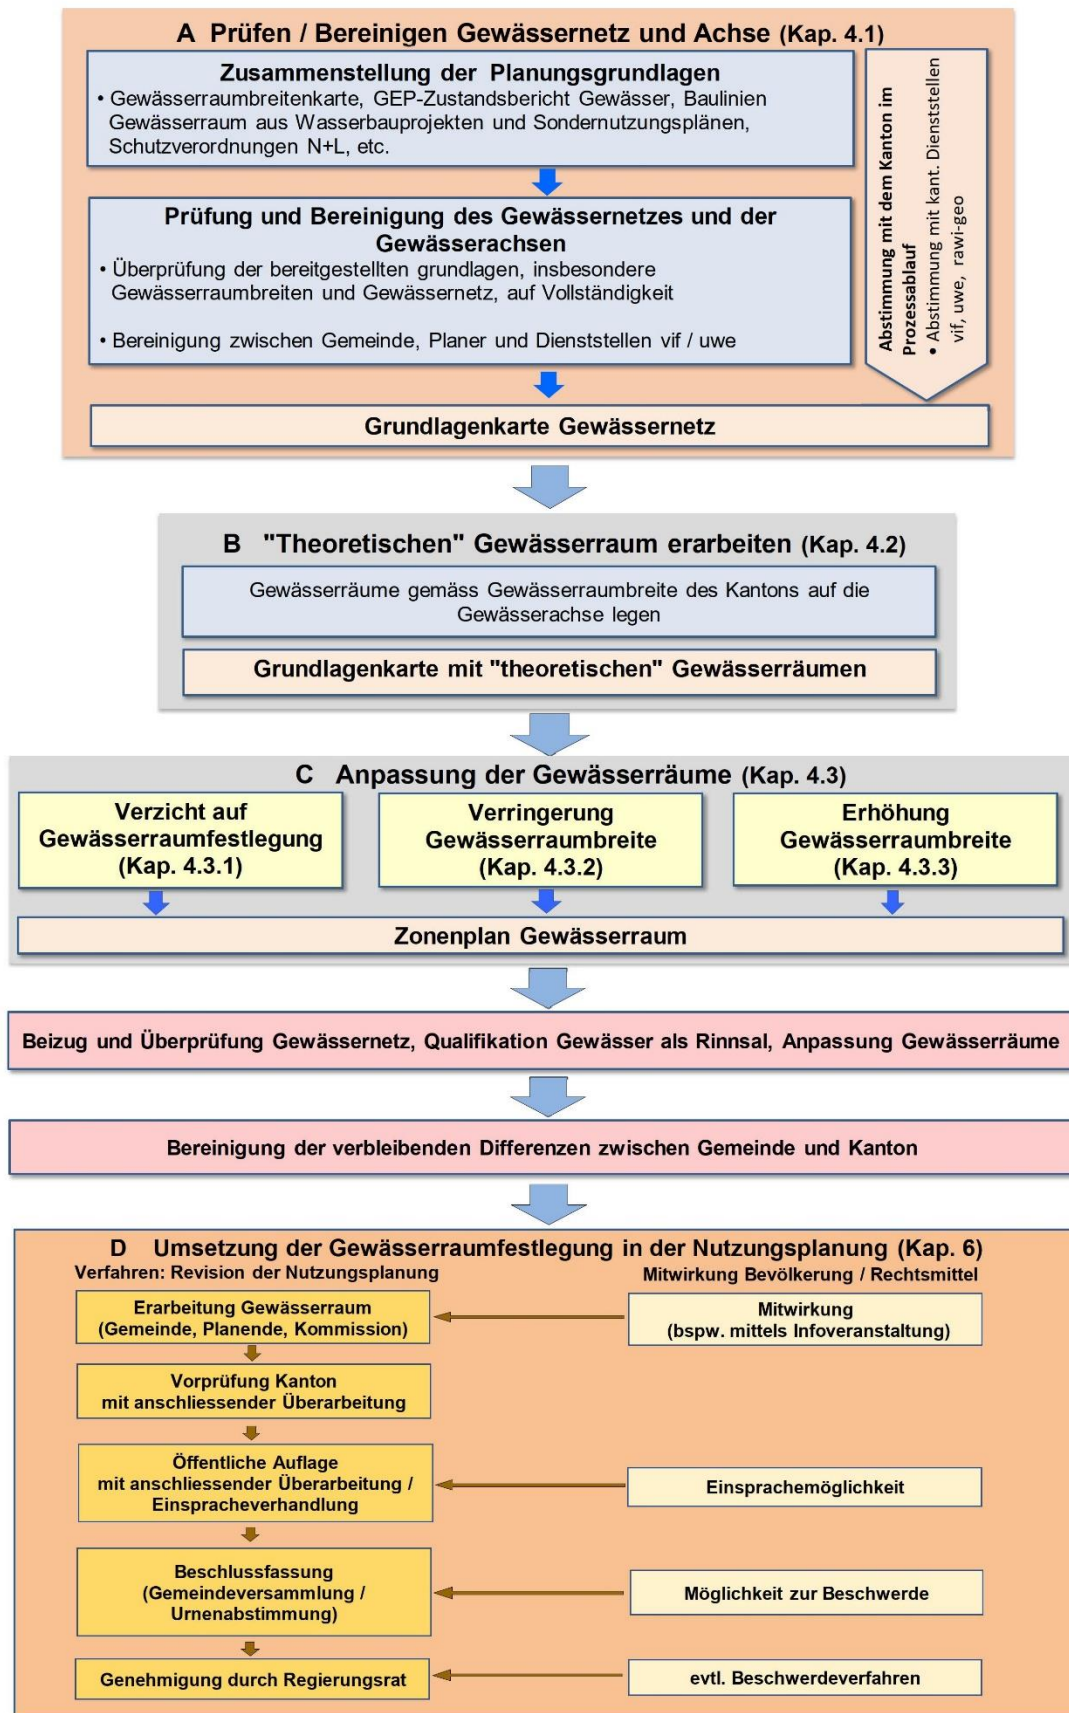 A Prüfen / Bereinigen Gewässernetz und Achse (Kap. 4.1)
Zusammenstellung der Planungsgrundlagen
• Gewässerraumbreitenkarte, GEP-Zustandsbericht Gewässer, Baulinien
Gewässerraum aus Wasserbauprojekten und Sondernutzungsplänen,
Schutzverordnungen N+L, etc.
Prüfung und Bereinigung des Gewässernetzes und der
Gewässerachsen
• Überprüfung der bereitgestellten grundlagen, insbesondere
Gewässerraumbreiten und Gewässernetz, auf Vollständigkeit
• Bereinigung zwischen Gemeinde, Planer und Dienststellen vif / uwe
Abstimmung mit dem Kanton im
Prozessablauf
• Abstimmung mit kant. Dienststellen
vif, uwe, rawi-geo
Grundlagenkarte Gewässernetz
B "Theoretischen" Gewässerraum erarbeiten (Kap. 4.2)
Gewässerräume gemäss Gewässerraumbreite des Kantons auf die
Gewässerachse legen
Grundlagenkarte mit "theoretischen" Gewässerräumen
C Anpassung der Gewässerräume (Kap. 4.3)
Verzicht auf
Gewässerraumfestlegung
(Kap. 4.3.1)
Verringerung
Gewässerraumbreite
(Kap. 4.3.2)
Erhöhung
Gewässerraumbreite
(Kap. 4.3.3)
Zonenplan Gewässerraum
Beizug und Überprüfung Gewässernetz, Qualifikation Gewässer als Rinnsal, Anpassung Gewässerräume
Bereinigung der verbleibenden Differenzen zwischen Gemeinde und Kanton
D Umsetzung der Gewässerraumfestlegung in der Nutzungsplanung (Kap. 6)
Verfahren: Revision der Nutzungsplanung
Mitwirkung Bevölkerung / Rechtsmittel
Erarbeitung Gewässerraum
(Gemeinde, Planende, Kommission)
Mitwirkung
(bspw. mittels Infoveranstaltung)
Vorprüfung Kanton
mit anschliessender Überarbeitung
Öffentliche Auflage
mit anschliessender Überarbeitung /
Einspracheverhandlung
Einsprachemöglichkeit
Beschlussfassung
(Gemeindeversammlung /
Urnenabstimmung)
Möglichkeit zur Beschwerde
Genehmigung durch Regierungsrat
evtl. Beschwerdeverfahren